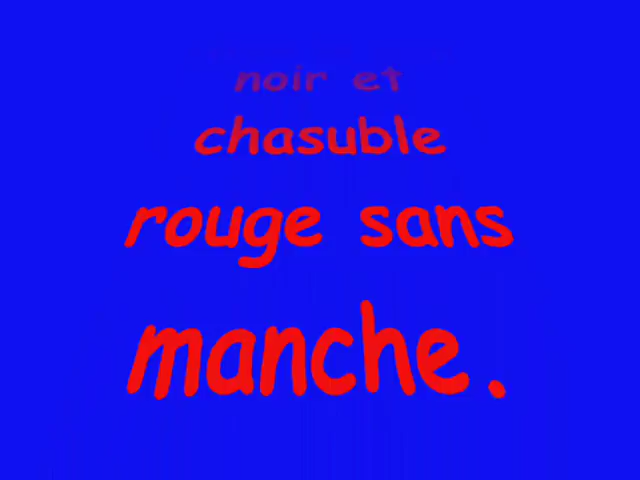 noir et
chasuble
rouge sans
manche.